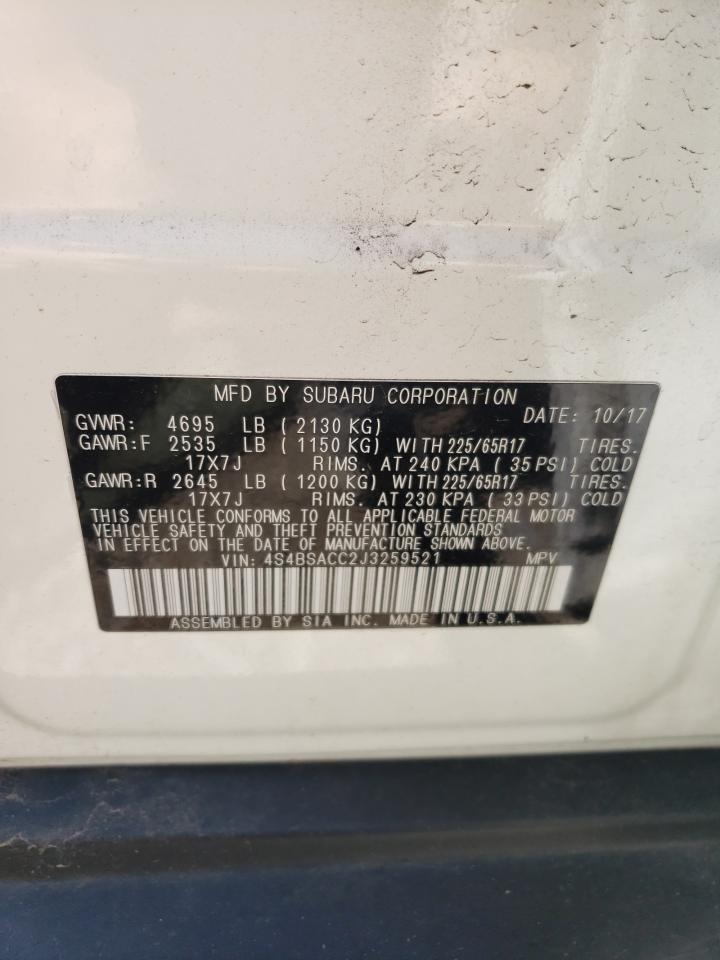 MFD BY SUBARU CORPORATION
GVWR: 4695 LB ( 2130 KG) DATE: 10/17
GAWR:F 2535 LB ( 1150 KG) WITH 225/65R17 TIRES.
17X7J RIMS. AT 240 KPA ( 35 PSI) COLD
GAWR:R 2645 LB ( 1200 KG) WITH 225/65R17 TIRES.
17X7J RIMS. AT 230 KPA ( 33 PSI) COLD
THIS VEHICLE CONFORMS TO ALL APPLICABLE FEDERAL MOTOR
VEHICLE SAFETY AND THEFT PREVENTION STANDARDS
IN EFFECT ON THE DATE OF MANUFACTURE SHOWN ABOVE.
VIN: 4S4BSACC2J3259521 MPV
ASSEMBLED BY SIA INC. MADE IN U.S.A.